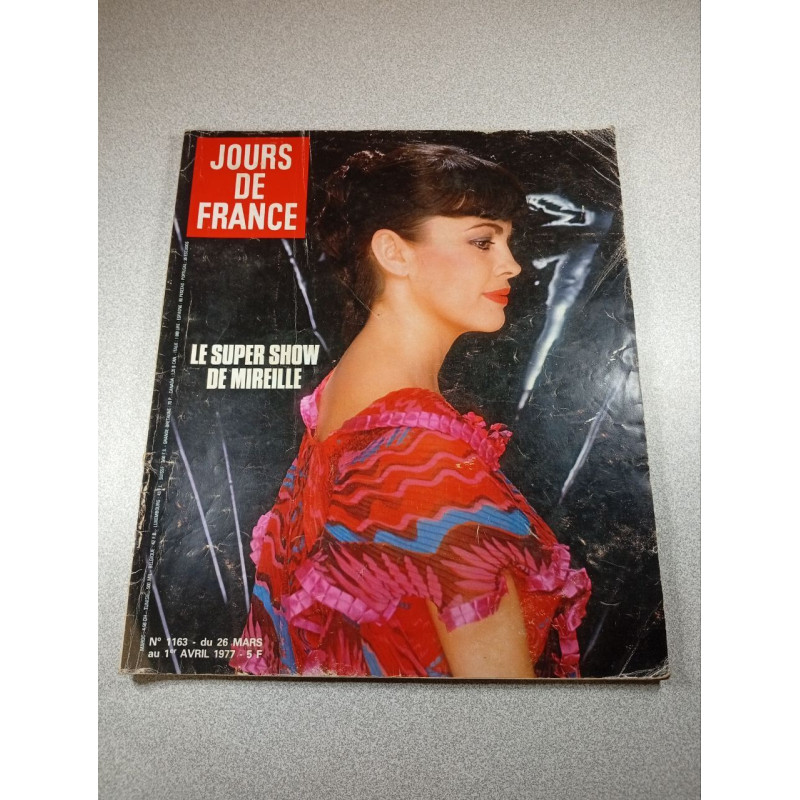 JOURS
DE
FRANCE
LE SUPER SHOW
DE MIREILLE
N° 1163 - du 26 MARS
au 1er AVRIL 1977 - 5 F